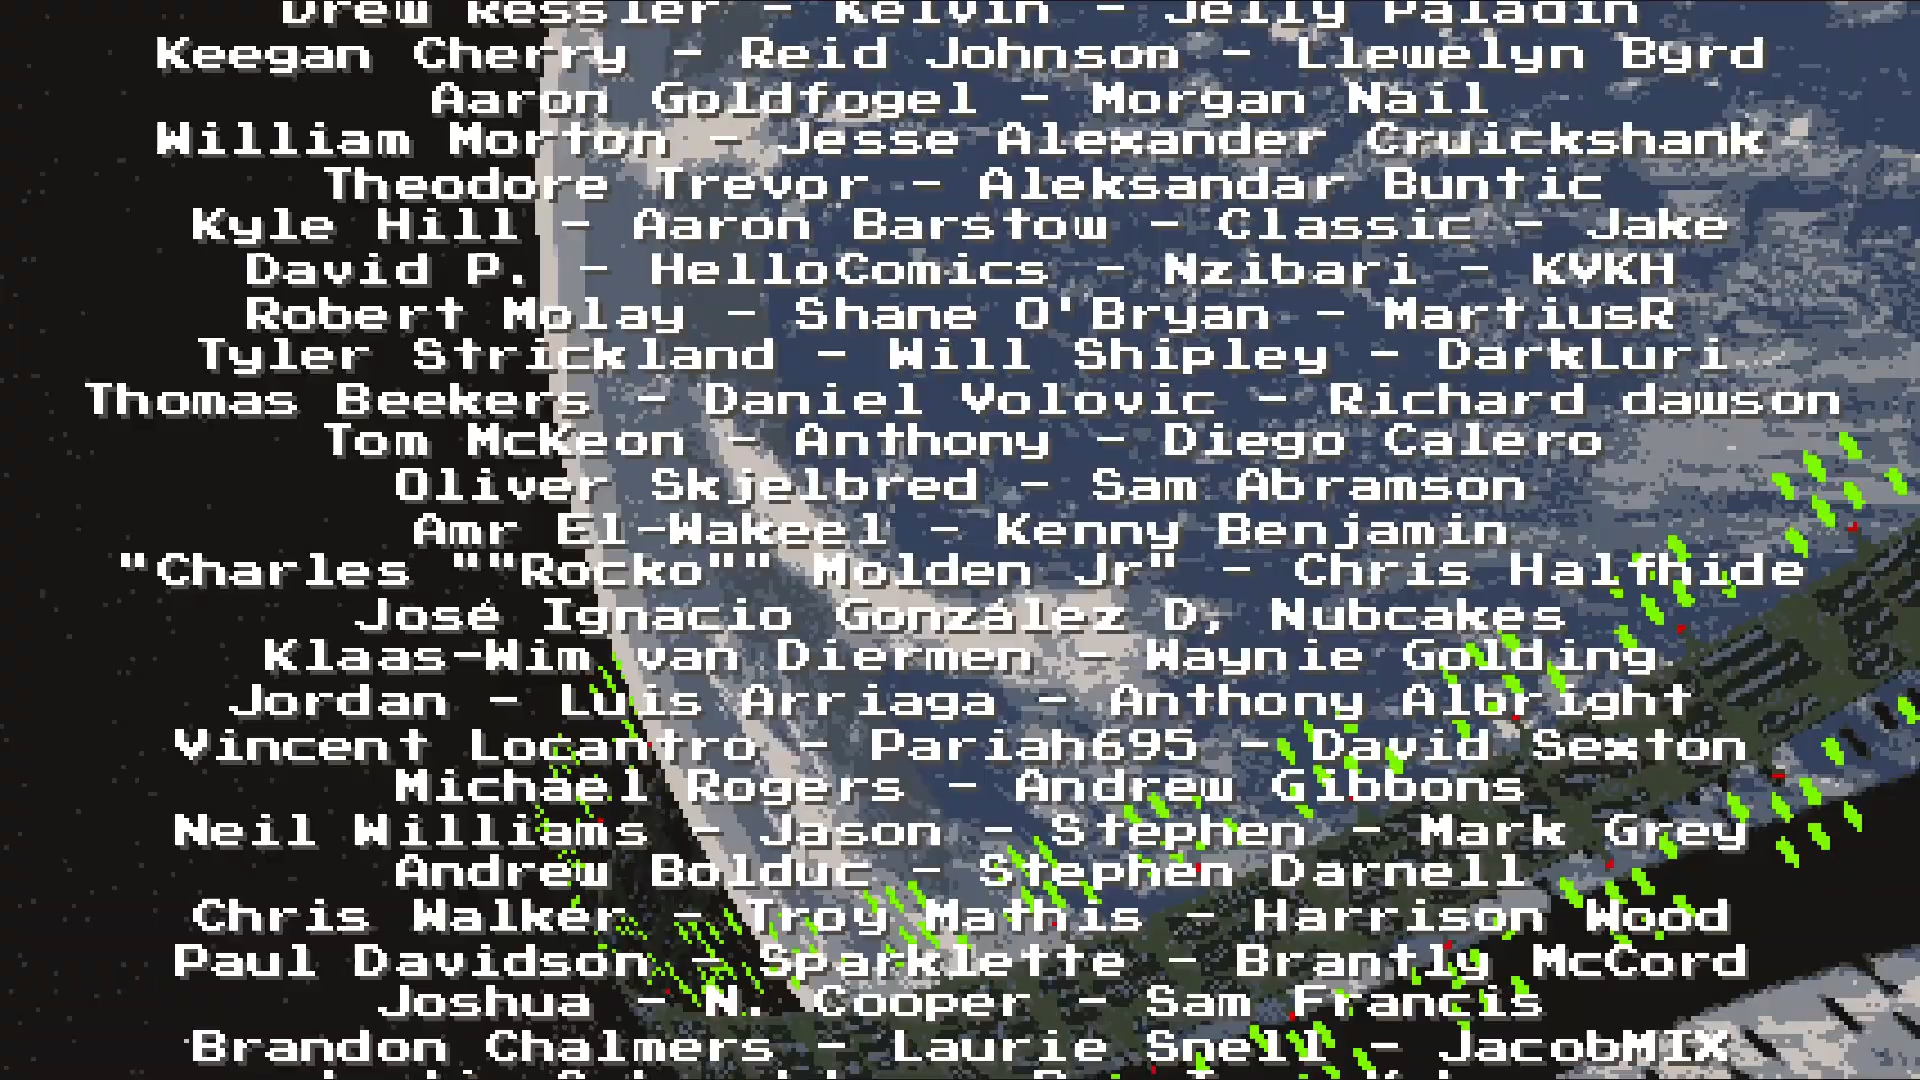 Drew Ressler - Kelvin - Jelly Paladin
Keegan Cherry - Reid Johnson - Llewelyn Byrd
Aaron Goldfogel - Morgan Nail
William Morton - Jesse Alexander Cruickshank
Theodore Trevor - Aleksandar Buntic
Kyle Hill - Aaron Barstow - Classic - Jake
David P. - HelloComics - Nzibari - KVKH
Robert Molay - Shane O'Bryan - MartiusR
Tyler Strickland - Will Shipley - DarkLuri
Thomas Beekers - Daniel Volovic - Richard dawson
Tom McKeon - Anthony - Diego Calero
Oliver Skjelbred - Sam Abramson
Amr El-Wakeel - Kenny Benjamin
"Charles ""Rocko"" Molden Jr" - Chris Halfhide
José Ignacio González D, Nubcakes
Klaas-Wim van Diermen - Waynie Golding
Jordan - Luis Arriaga - Anthony Albright
Vincent Locantro - Pariah695 - David Sexton
Michael Rogers - Andrew Gibbons
Neil Williams - Jason - Stephen - Mark Grey
Andrew Bolduc - Stephen Darnell
Chris Walker - Troy Mathis - Harrison Wood
Paul Davidson - Sparklette - Brantly McCord
Joshua - N. Cooper - Sam Francis
Brandon Chalmers - Laurie Snell - JacobMIX